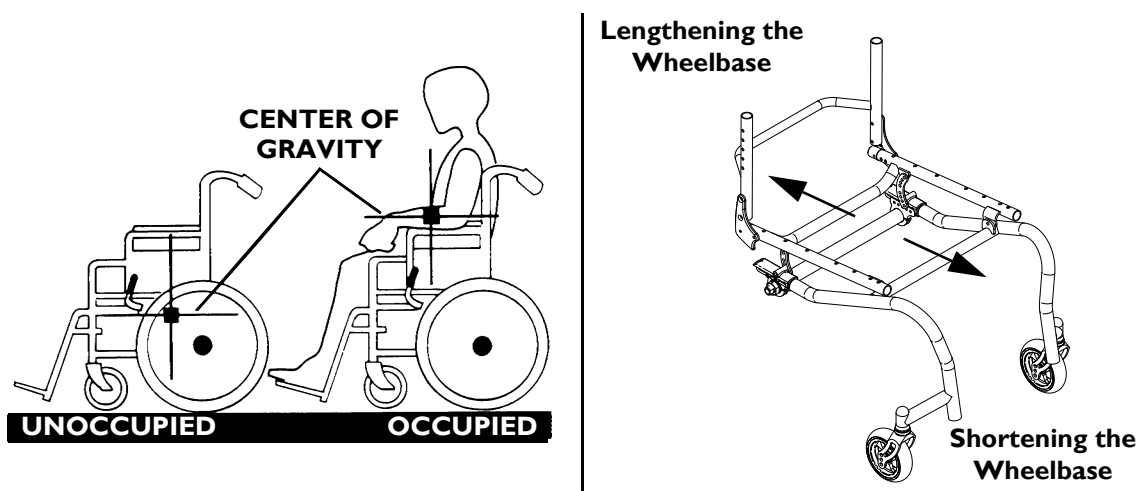 CENTER OF
GRAVITY
UNOCCUPIED
OCCUPIED
Lengthening the
Wheelbase
Shortening the
Wheelbase